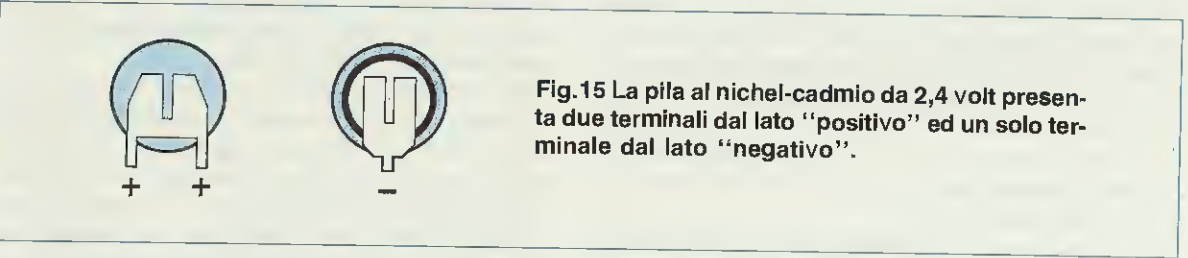 + +
-
Fig.15 La pila al nichel-cadmio da 2,4 volt presen-
ta due terminali dal lato "positivo" ed un solo ter-
minale dal lato "negativo".